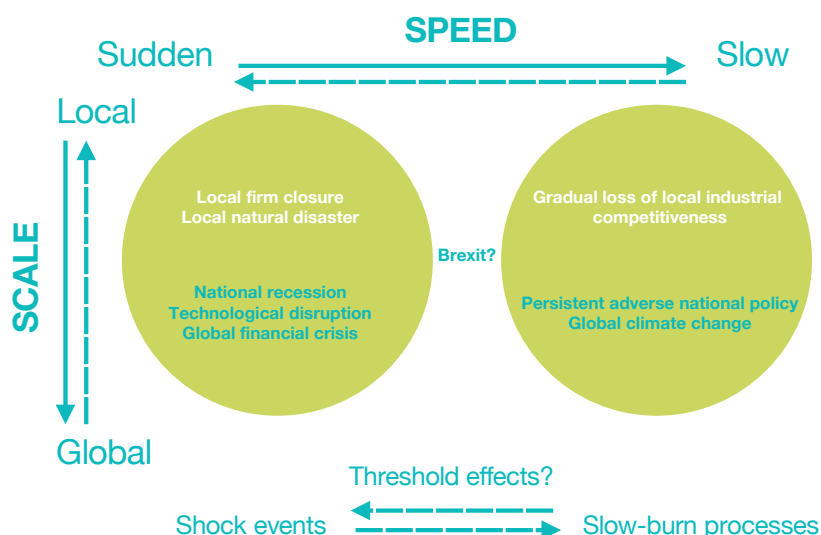 SPEED
Sudden
Slow
Local
SCALE
Global
Local firm closure
Local natural disaster
National recession
Technological disruption
Global financial crisis
Brexit?
Gradual loss of local industrial
competitiveness
Persistent adverse national policy
Global climate change
Threshold effects?
Shock events
Slow-burn processes